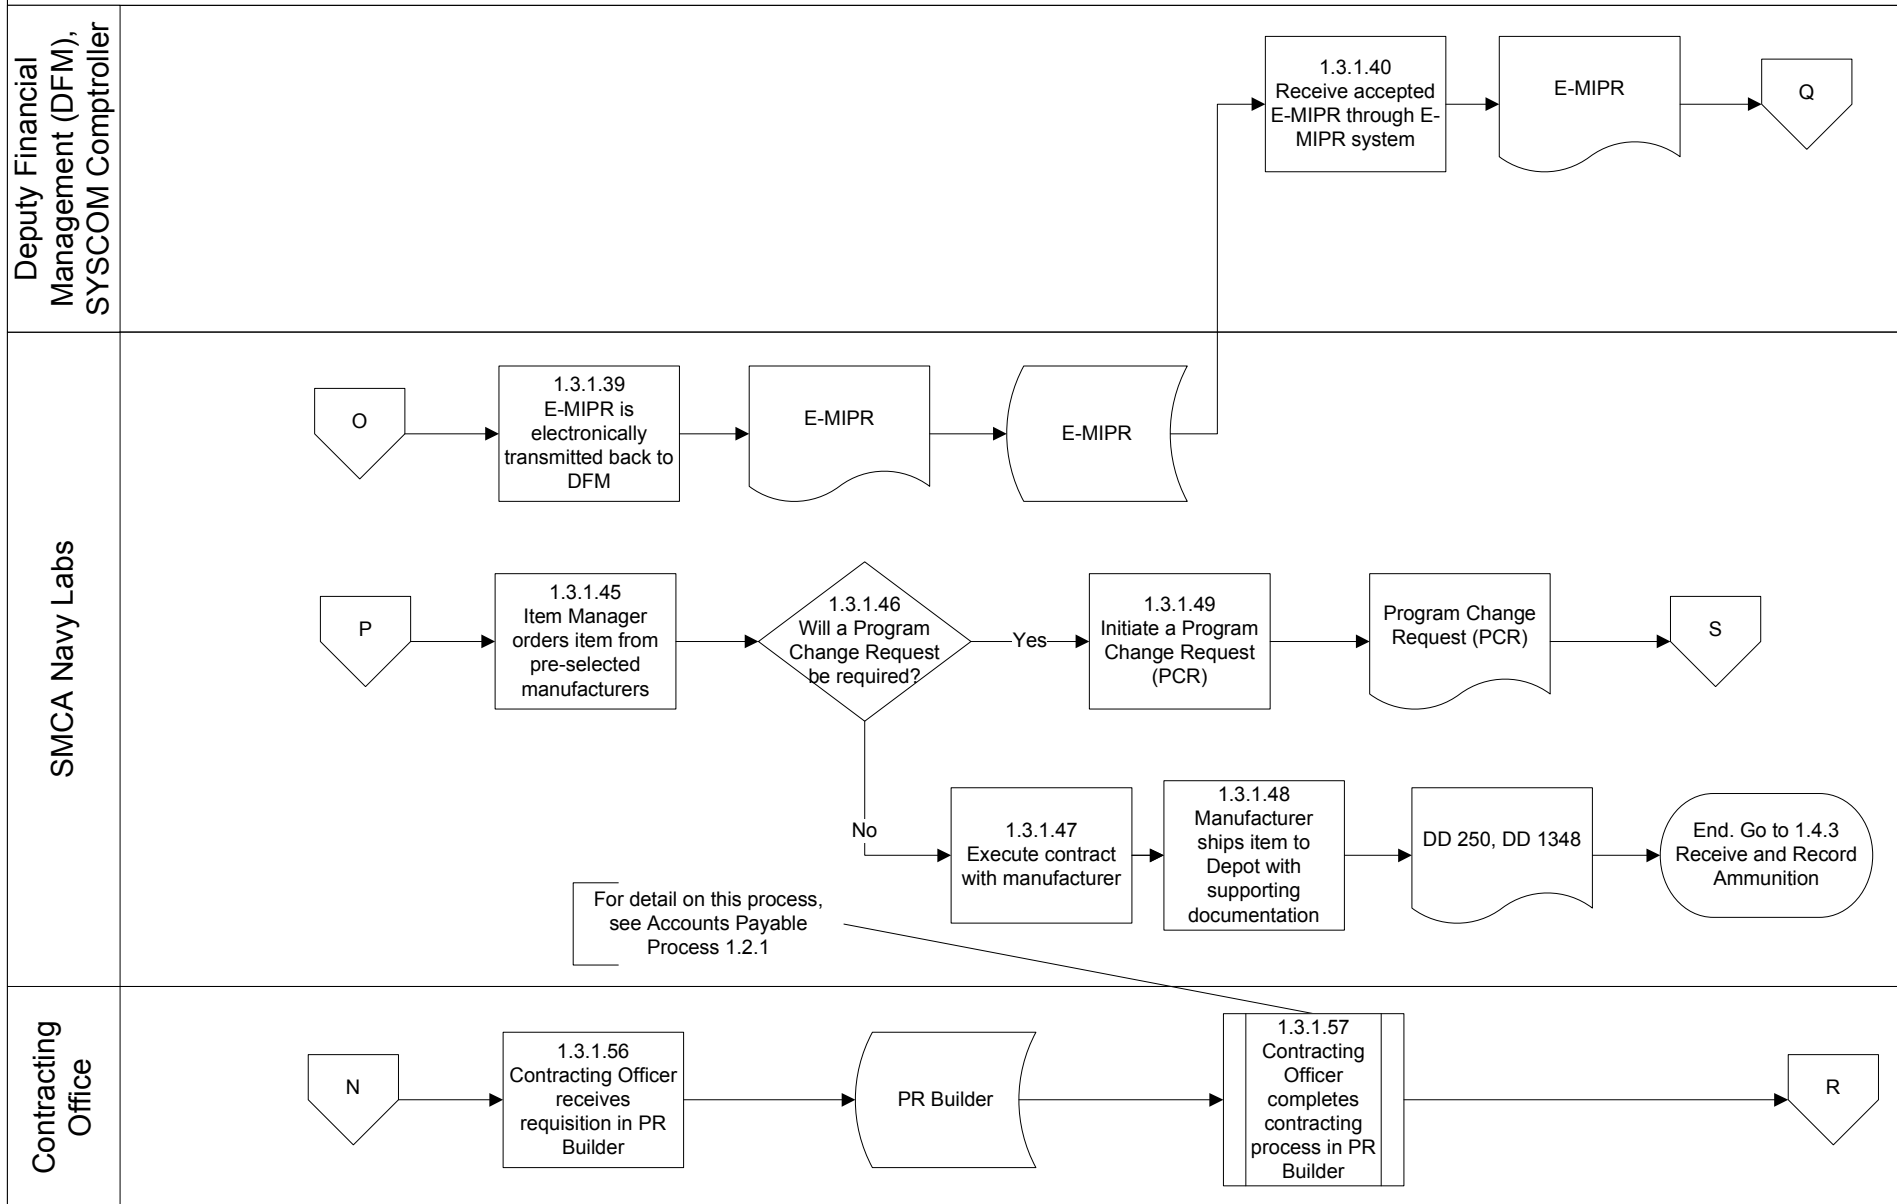 Deputy Financial
Management (DFM),
SYSCOM Comptroller
1.3.1.40
Receive accepted
E-MIPR through E-
MIPR system
E-MIPR
Q
SMCA Navy Labs
O
1.3.1.39
E-MIPR is
electronically
transmitted back to
DFM
E-MIPR
E-MIPR
P
1.3.1.45
Item Manager
orders item from
pre-selected
manufacturers
1.3.1.46
Will a Program
Change Request
be required?
Yes
1.3.1.49
Initiate a Program
Change Request
(PCR)
Program Change
Request (PCR)
S
No
1.3.1.47
Execute contract
with manufacturer
1.3.1.48
Manufacturer
ships item to
Depot with
supporting
documentation
DD 250, DD 1348
End. Go to 1.4.3
Receive and Record
Ammunition
For detail on this process,
see Accounts Payable
Process 1.2.1
Contracting
Office
N
1.3.1.56
Contracting Officer
receives
requisition in PR
Builder
PR Builder
1.3.1.57
Contracting
Officer
completes
contracting
process in PR
Builder
R